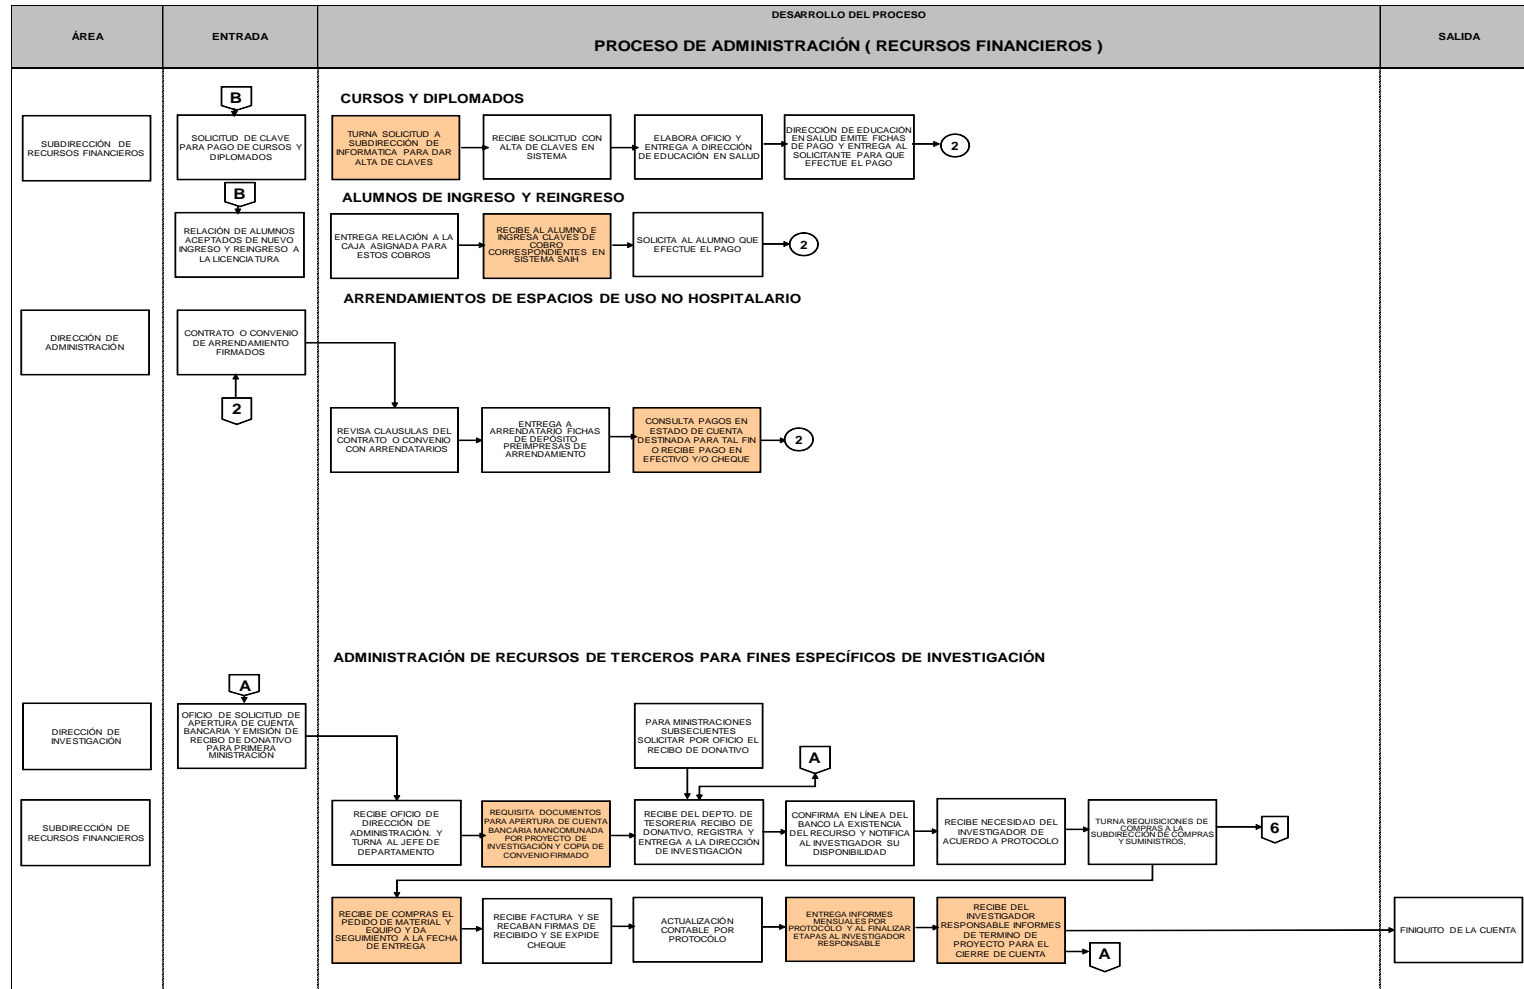 DESARROLLO DEL PROCESO
ÁREA
ENTRADA
PROCESO DE ADMINISTRACIÓN ( RECURSOS FINANCIEROS )
SALIDA
B
CURSOS Y DIPLOMADOS
SUBDIRECCIÓN DE
RECURSOS FINANCIEROS
SOLICITUD DE CLAVE
PARA PAGO DE CURSOS Y
DIPLOMADOS
TURNA SOLICITUD A
SUBDIRECCIÓN DE
INFORMATICA PARA DAR
ALTA DE CLAVES
RECIBE SOLICITUD CON
ALTA DE CLAVES EN
SISTEMA
ELABORA OFICIO Y
ENTREGA A DIRECCIÓN
DE EDUCACIÓN EN SALUD
DIRECCIÓN DE EDUCACIÓN
EN SALUD EMITE FICHAS
DE PAGO Y ENTREGA AL
SOLICITANTE PARA QUE
EFECTUE EL PAGO
2
B
ALUMNOS DE INGRESO Y REINGRESO
RELACIÓN DE ALUMNOS
ACEPTADOS DE NUEVO
INGRESO Y REINGRESO A
LA LICENCIATURA
ENTREGA RELACIÓN A LA
CAJA ASIGNADA PARA
ESTOS COBROS
RECIBE AL ALUMNO E
INGRESA CLAVES DE
COBRO
CORRESPONDIENTES EN
SISTEMA SAIH
SOLICITA AL ALUMNO QUE
EFECTUE EL PAGO
2
ARRENDAMIENTOS DE ESPACIOS DE USO NO HOSPITALARIO
DIRECCIÓN DE
ADMINISTRACIÓN
CONTRATO O CONVENIO
DE ARRENDAMIENTO
FIRMADOS
2
REVISA CLAUSULAS DEL
CONTRATO O CONVENIO
CON ARRENDATARIOS
ENTREGA A
ARRENDATARIO FICHAS
DE DEPÓSITO
PREIMPRESAS DE
ARRENDAMIENTO
CONSULTA PAGOS EN
ESTADO DE CUENTA
DESTINADA PARA TAL FIN
O RECIBE PAGO EN
EFECTIVO Y/O CHEQUE
2
ADMINISTRACIÓN DE RECURSOS DE TERCEROS PARA FINES ESPECÍFICOS DE INVESTIGACIÓN
A
DIRECCIÓN DE
INVESTIGACIÓN
OFICIO DE SOLICITUD DE
APERTURA DE CUENTA
BANCARIA Y EMISIÓN DE
RECIBO DE DONATIVO
PARA PRIMERA
MINISTRACIÓN
PARA MINISTRACIONES
SUBSECUENTES
SOLICITAR POR OFICIO EL
RECIBO DE DONATIVO
A
SUBDIRECCIÓN DE
RECURSOS FINANCIEROS
RECIBE OFICIO DE
DIRECCIÓN DE
ADMINISTRACIÓN. Y
TURNA AL JEFE DE
DEPARTAMENTO
REQUISITA DOCUMENTOS
PARA APERTURA DE CUENTA
BANCARIA MANCOMUNADA
POR PROYECTO DE
INVESTIGACIÓN Y COPIA DE
CONVENIO FIRMADO
RECIBE DEL DEPTO. DE
TESORERIA RECIBO DE
DONATIVO, REGISTRA Y
ENTREGA A LA DIRECCIÓN
DE INVESTIGACIÓN
CONFIRMA EN LÍNEA DEL
BANCO LA EXISTENCIA
DEL RECURSO Y NOTIFICA
AL INVESTIGADOR SU
DISPONIBILIDAD
RECIBE NECESIDAD DEL
INVESTIGADOR DE
ACUERDO A PROTOCOLO
TURNA REQUISICIONES DE
COMPRAS A LA
SUBDIRECCIÓN DE COMPRAS
Y SUMINISTROS,
6
RECIBE DE COMPRAS EL
PEDIDO DE MATERIAL Y
EQUIPO Y DA
SEGUIMIENTO A LA FECHA
DE ENTREGA
RECIBE FACTURA Y SE
RECABAN FIRMAS DE
RECIBIDO Y SE EXPIDE
CHEQUE
ACTUALIZACIÓN
CONTABLE POR
PROTOCÓLO
ENTREGA INFORMES
MENSUALES POR
PROTOCÓLO Y AL FINALIZAR
ETAPAS AL INVESTIGADOR
RESPONSABLE
RECIBE DEL
INVESTIGADOR
RESPONSABLE INFORMES
DE TERMINO DE
PROYECTO PARA EL
CIERRE DE CUENTA
A
FINIQUITO DE LA CUENTA